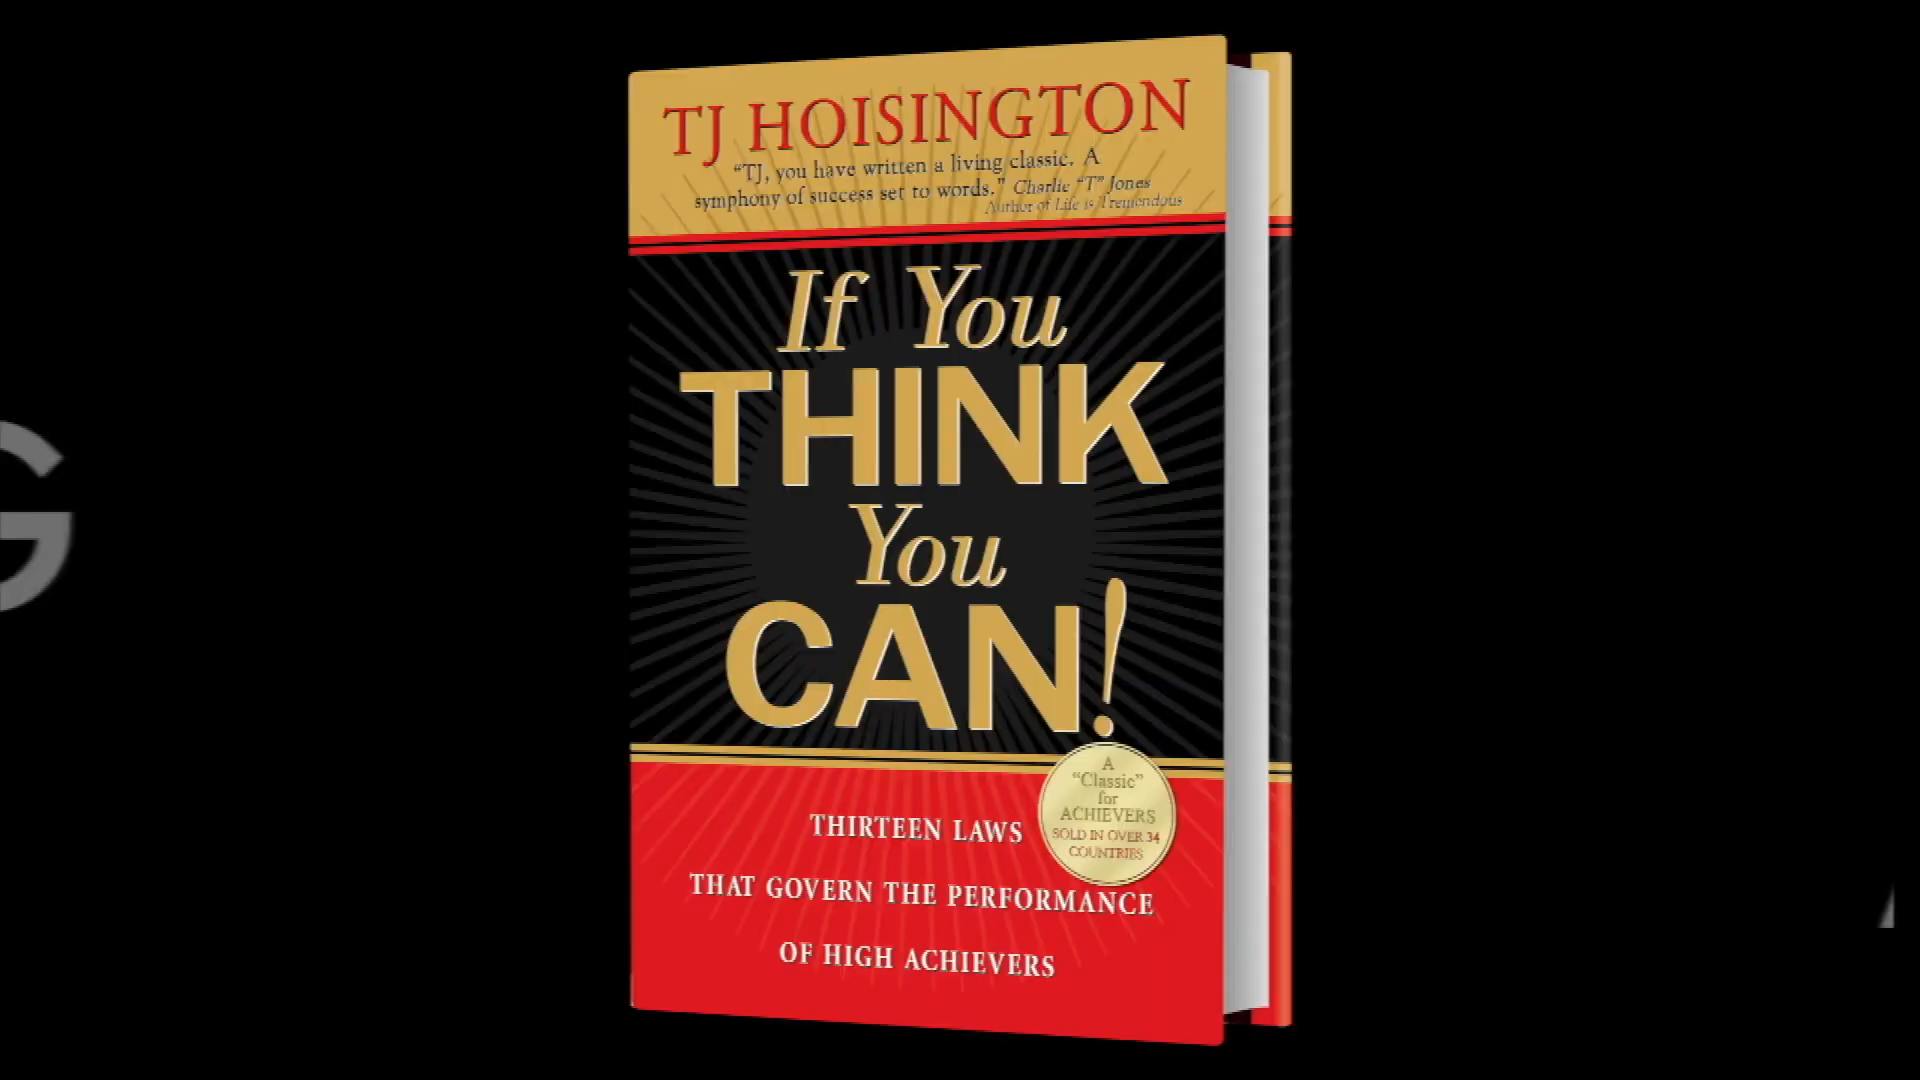 TJ HOISINGTON
"TJ, you have written a living classic. A
symphony of success set to words." Charlie "T" Jones
Author of Life is Tremendous
If You
THINK
You
CAN!
A
"Classic"
for
ACHIEVERS
SOLD IN OVER 34
COUNTRIES
THIRTEEN LAWS
THAT GOVERN THE PERFORMANCE
OF HIGH ACHIEVERS
G